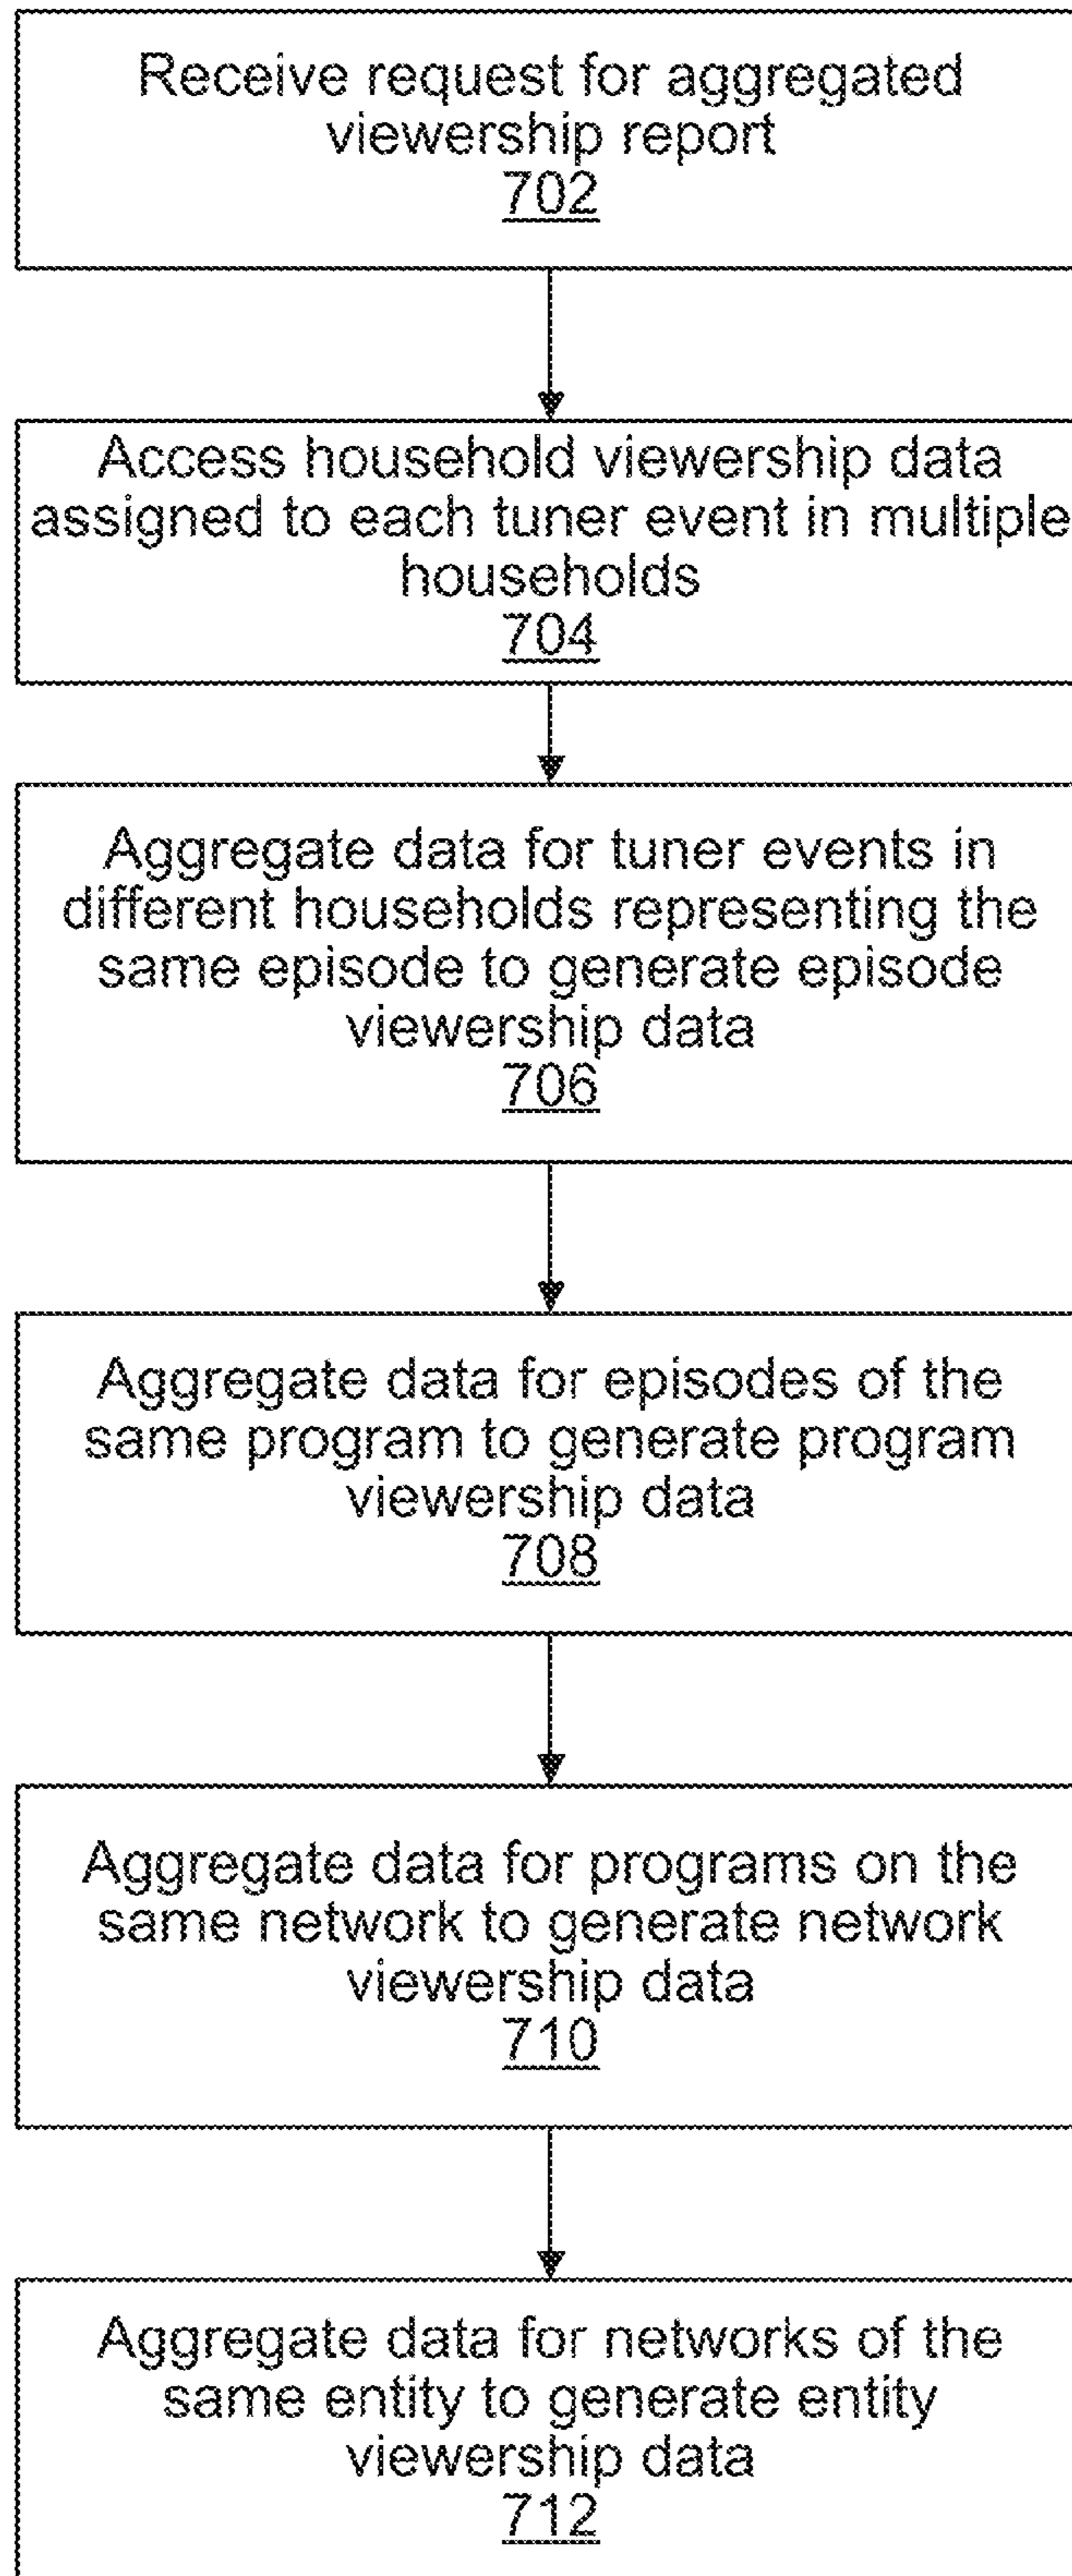 Receive request for aggregated
viewership report
702
Access household viewership data
assigned to each tuner event in multiple
households
704
Aggregate data for tuner events in
different households representing the
same episode to generate episode
viewership data
706
Aggregate data for episodes of the
same program to generate program
viewership data
708
Aggregate data for programs on the
same network to generate network
viewership data
710
Aggregate data for networks of the
same entity to generate entity
viewership data
712